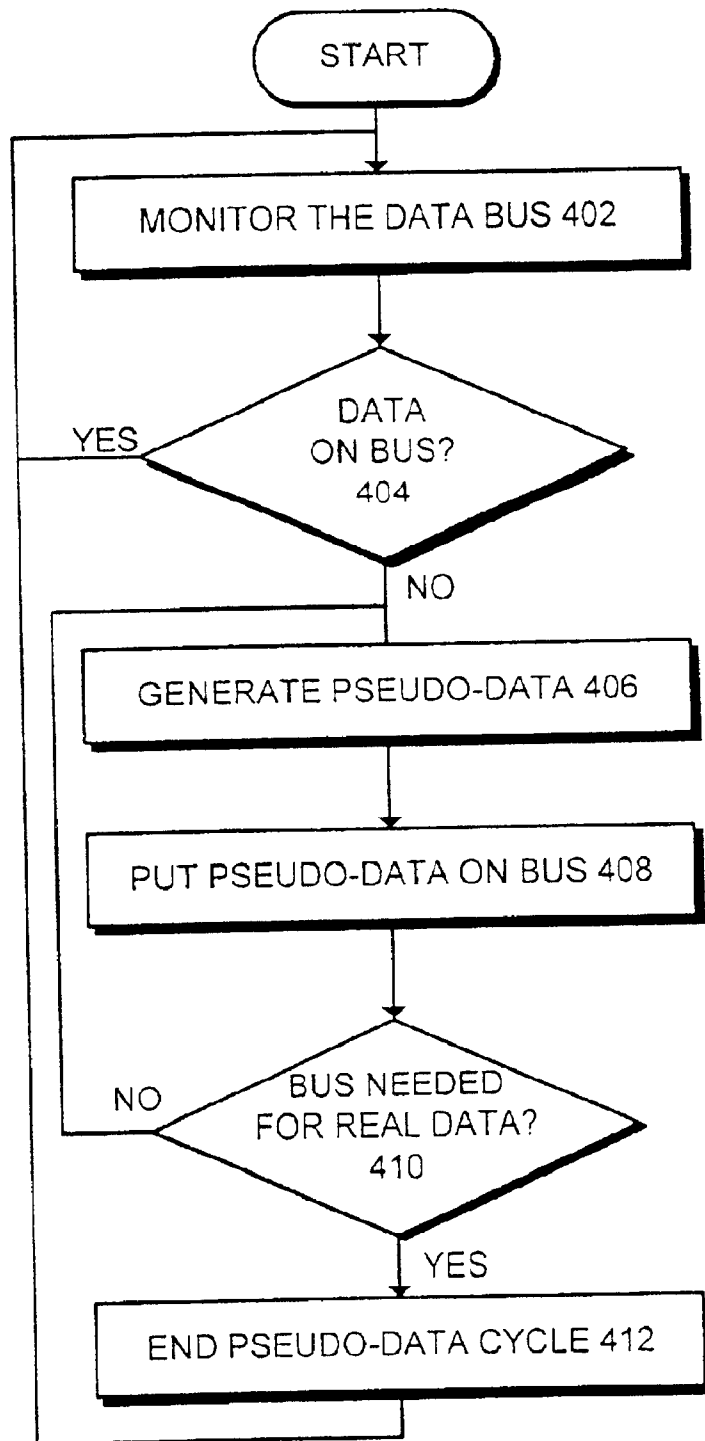 START
MONITOR THE DATA BUS 402
DATA
ON BUS?
404
YES
NO
GENERATE PSEUDO-DATA 406
PUT PSEUDO-DATA ON BUS 408
BUS NEEDED
FOR REAL DATA?
410
NO
YES
END PSEUDO-DATA CYCLE 412